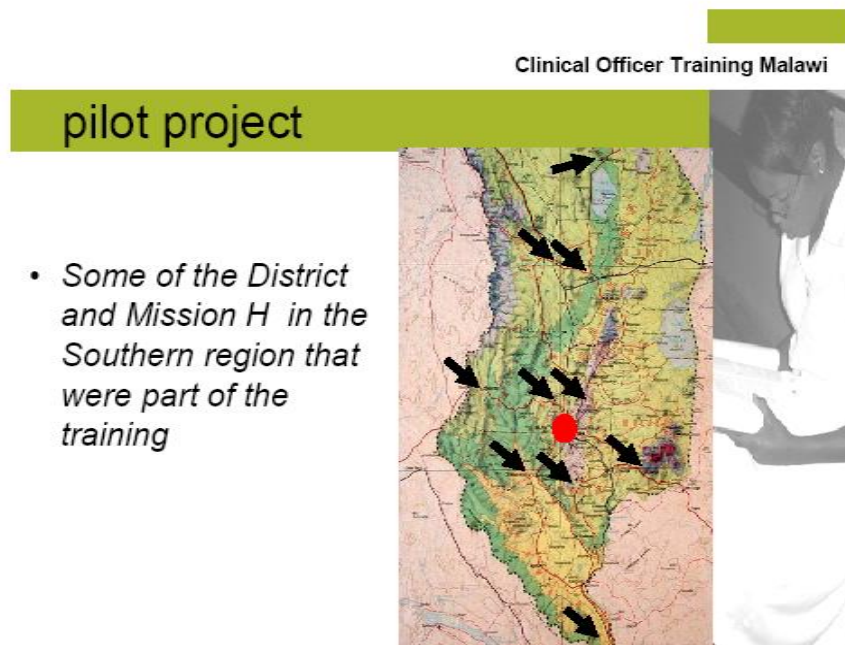 Clinical Officer Training Malawi
pilot project
• Some of the District
and Mission H in the
Southern region that
were part of the
training